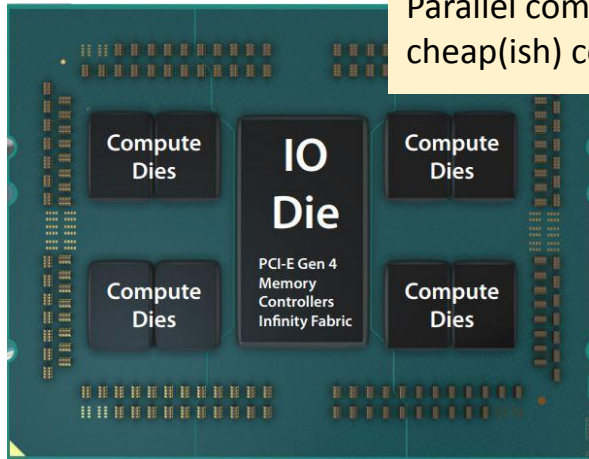 Parallel com
cheap(ish) c
Compute
Dies
IO
Die
PCI-E Gen 4
Memory
Controllers
Infinity Fabric
Compute
Dies
Compute
Dies
Compute
Dies